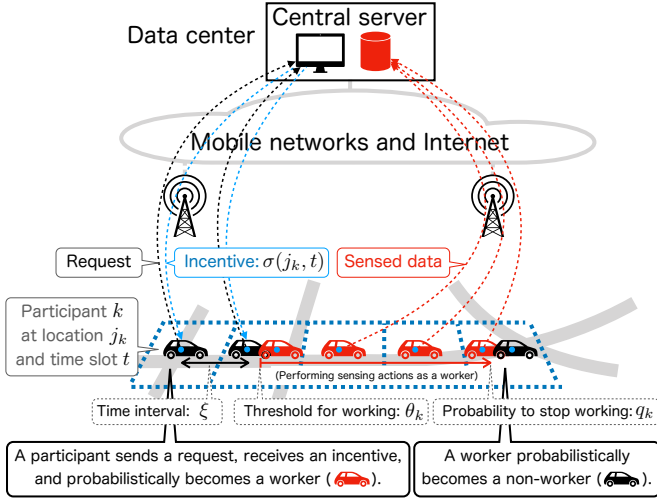 Central server
Data center
Mobile networks and Internet
Request
Incentive: σ(j_k, t)
Sensed data
Participant k
at location j_k
and time slot t
(Performing sensing actions as a worker)
Time interval: ξ
Threshold for working: θ_k
Probability to stop working: q_k
A participant sends a request, receives an incentive,
and probabilistically becomes a worker ( ).
A worker probabilistically
becomes a non-worker ( ).